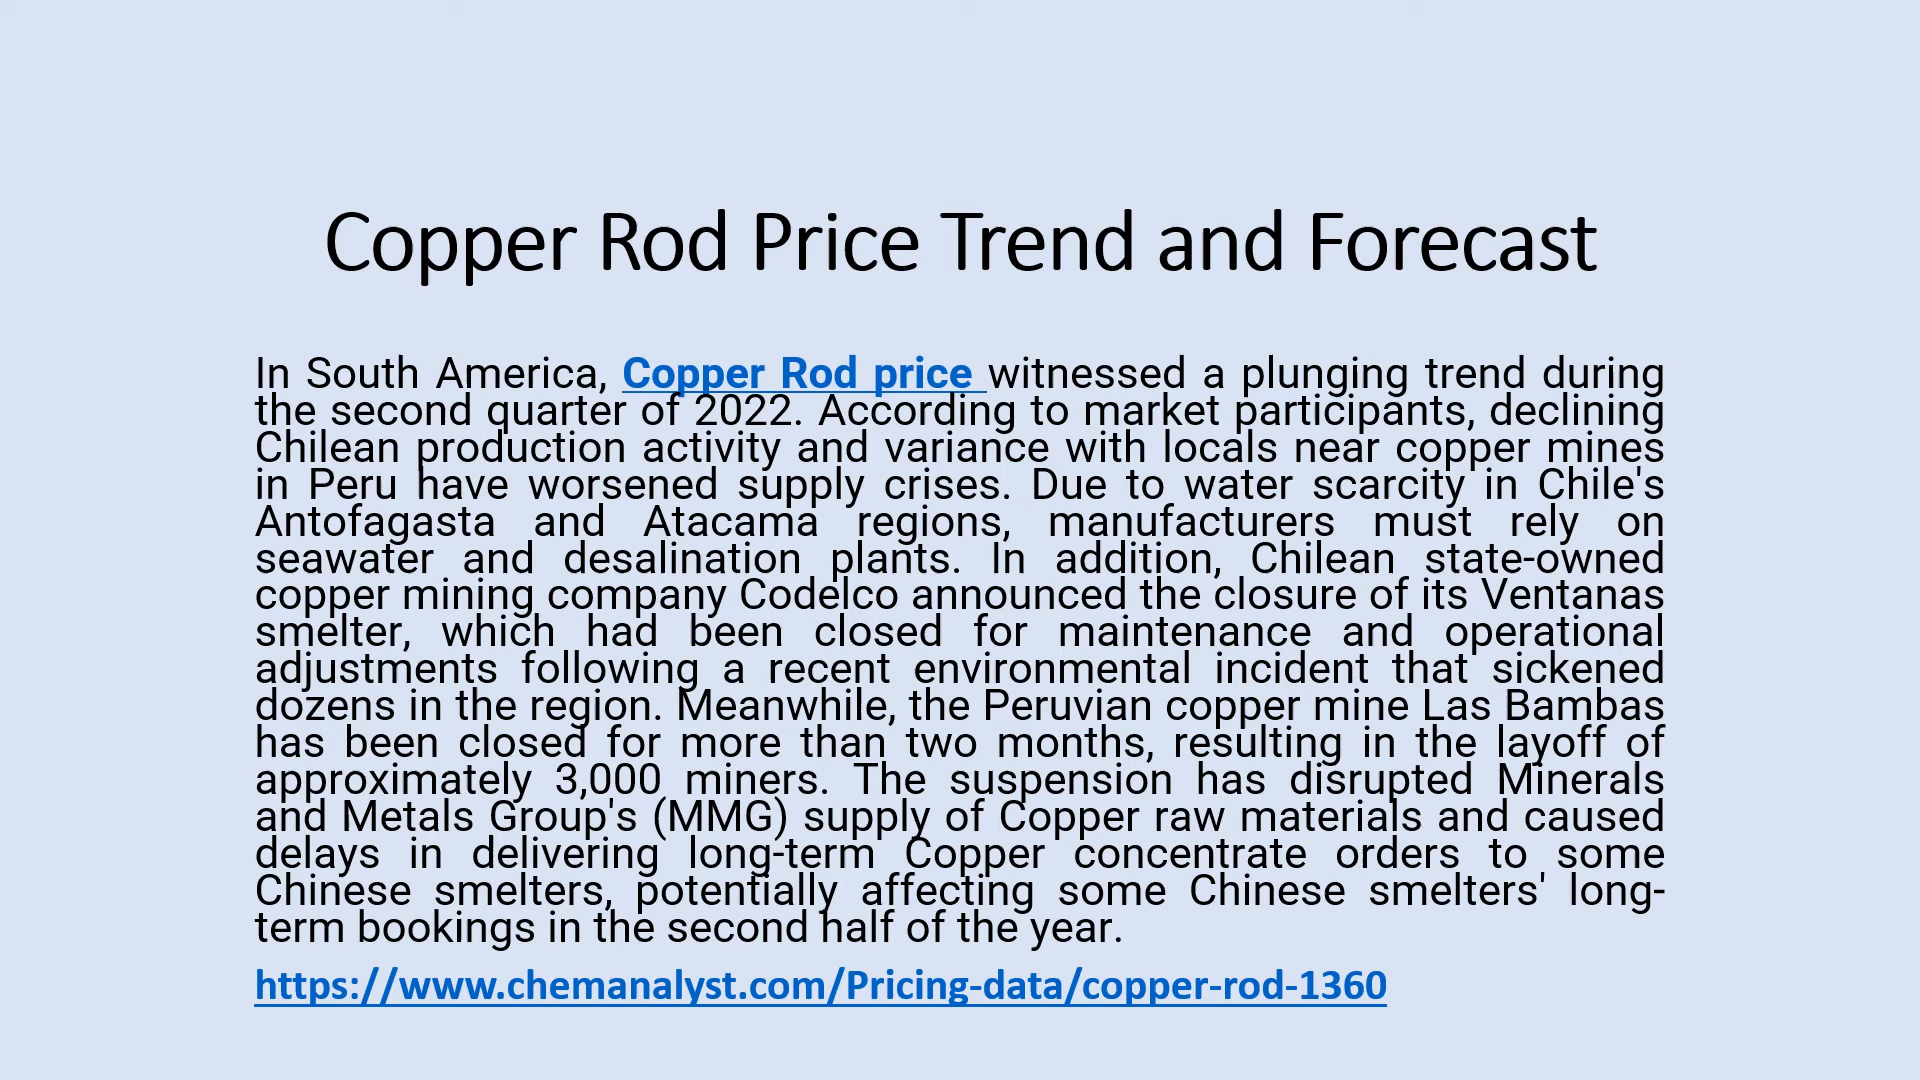 Copper Rod Price Trend and Forecast
In South America, Copper Rod price witnessed a plunging trend during
the second quarter of 2022. According to market participants, declining
Chilean production activity and variance with locals near copper mines
in Peru have worsened supply crises. Due to water scarcity in Chile's
Antofagasta and Atacama regions, manufacturers must rely on
seawater and desalination plants. In addition, Chilean state-owned
copper mining company Codelco announced the closure of its Ventanas
smelter, which had been closed for maintenance and operational
adjustments following a recent environmental incident that sickened
dozens in the region. Meanwhile, the Peruvian copper mine Las Bambas
has been closed for more than two months, resulting in the layoff of
approximately 3,000 miners. The suspension has disrupted Minerals
and Metals Group's (MMG) supply of Copper raw materials and caused
delays in delivering long-term Copper concentrate orders to some
Chinese smelters, potentially affecting some Chinese smelters' long-
term bookings in the second half of the year.
https://www.chemanalyst.com/Pricing-data/copper-rod-1360